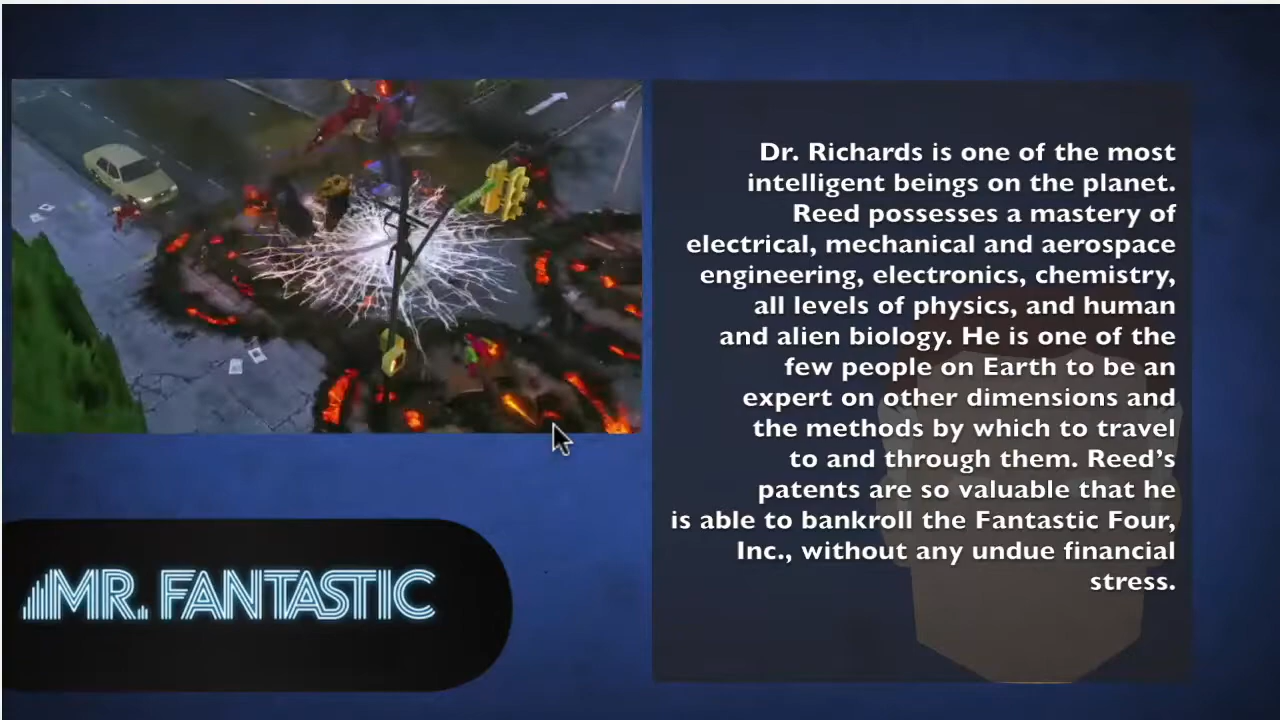 Dr. Richards is one of the most
intelligent beings on the planet.
Reed possesses a mastery of
electrical, mechanical and aerospace
engineering, electronics, chemistry,
all levels of physics, and human
and alien biology. He is one of the
few people on Earth to be an
expert on other dimensions and
the methods by which to travel
to and through them. Reed’s
patents are so valuable that he
is able to bankroll the Fantastic Four,
Inc., without any undue financial
stress.
MR. FANTASTIC